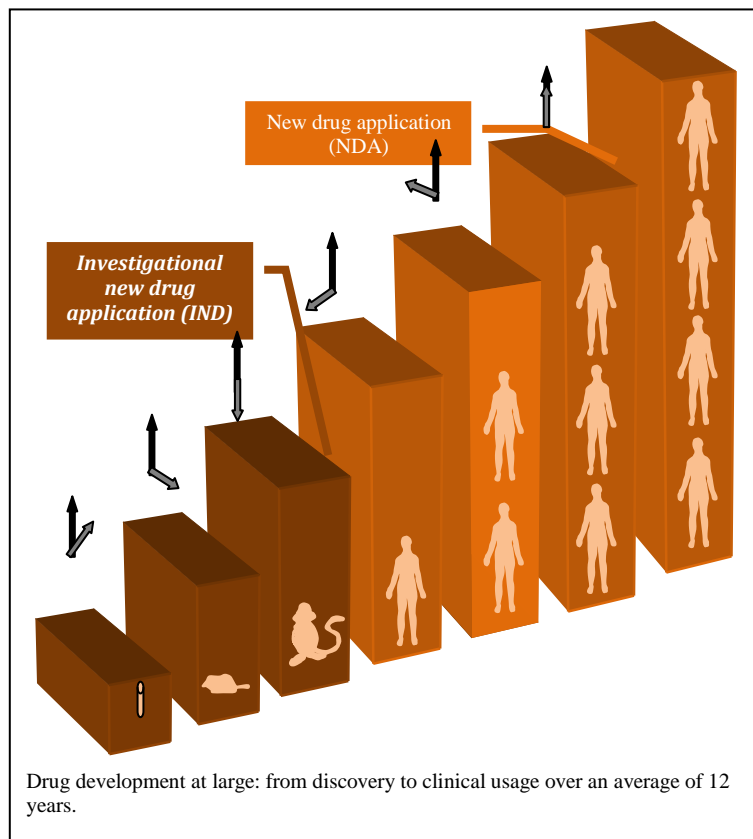 New drug application
(NDA)
Investigational
new drug
application (IND)
Drug development at large: from discovery to clinical usage over an average of 12
years.